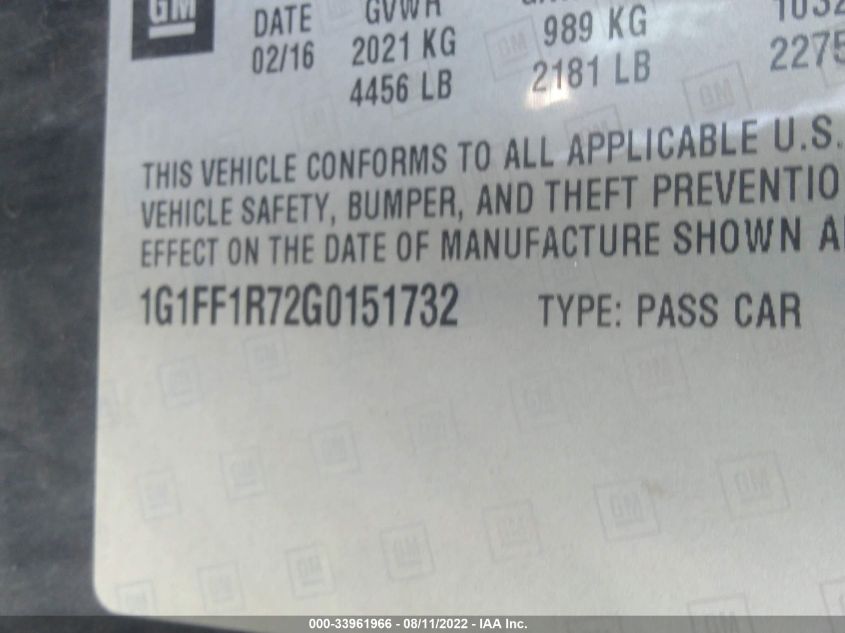 GM DATE GVWR
02/16 2021 KG 989 KG
4456 LB 2181 LB 2275
THIS VEHICLE CONFORMS TO ALL APPLICABLE U.S.
VEHICLE SAFETY, BUMPER, AND THEFT PREVENTIO
EFFECT ON THE DATE OF MANUFACTURE SHOWN A
1G1FF1R72G0151732 TYPE: PASS CAR
000-33961966 - 08/11/2022 - IAA Inc.